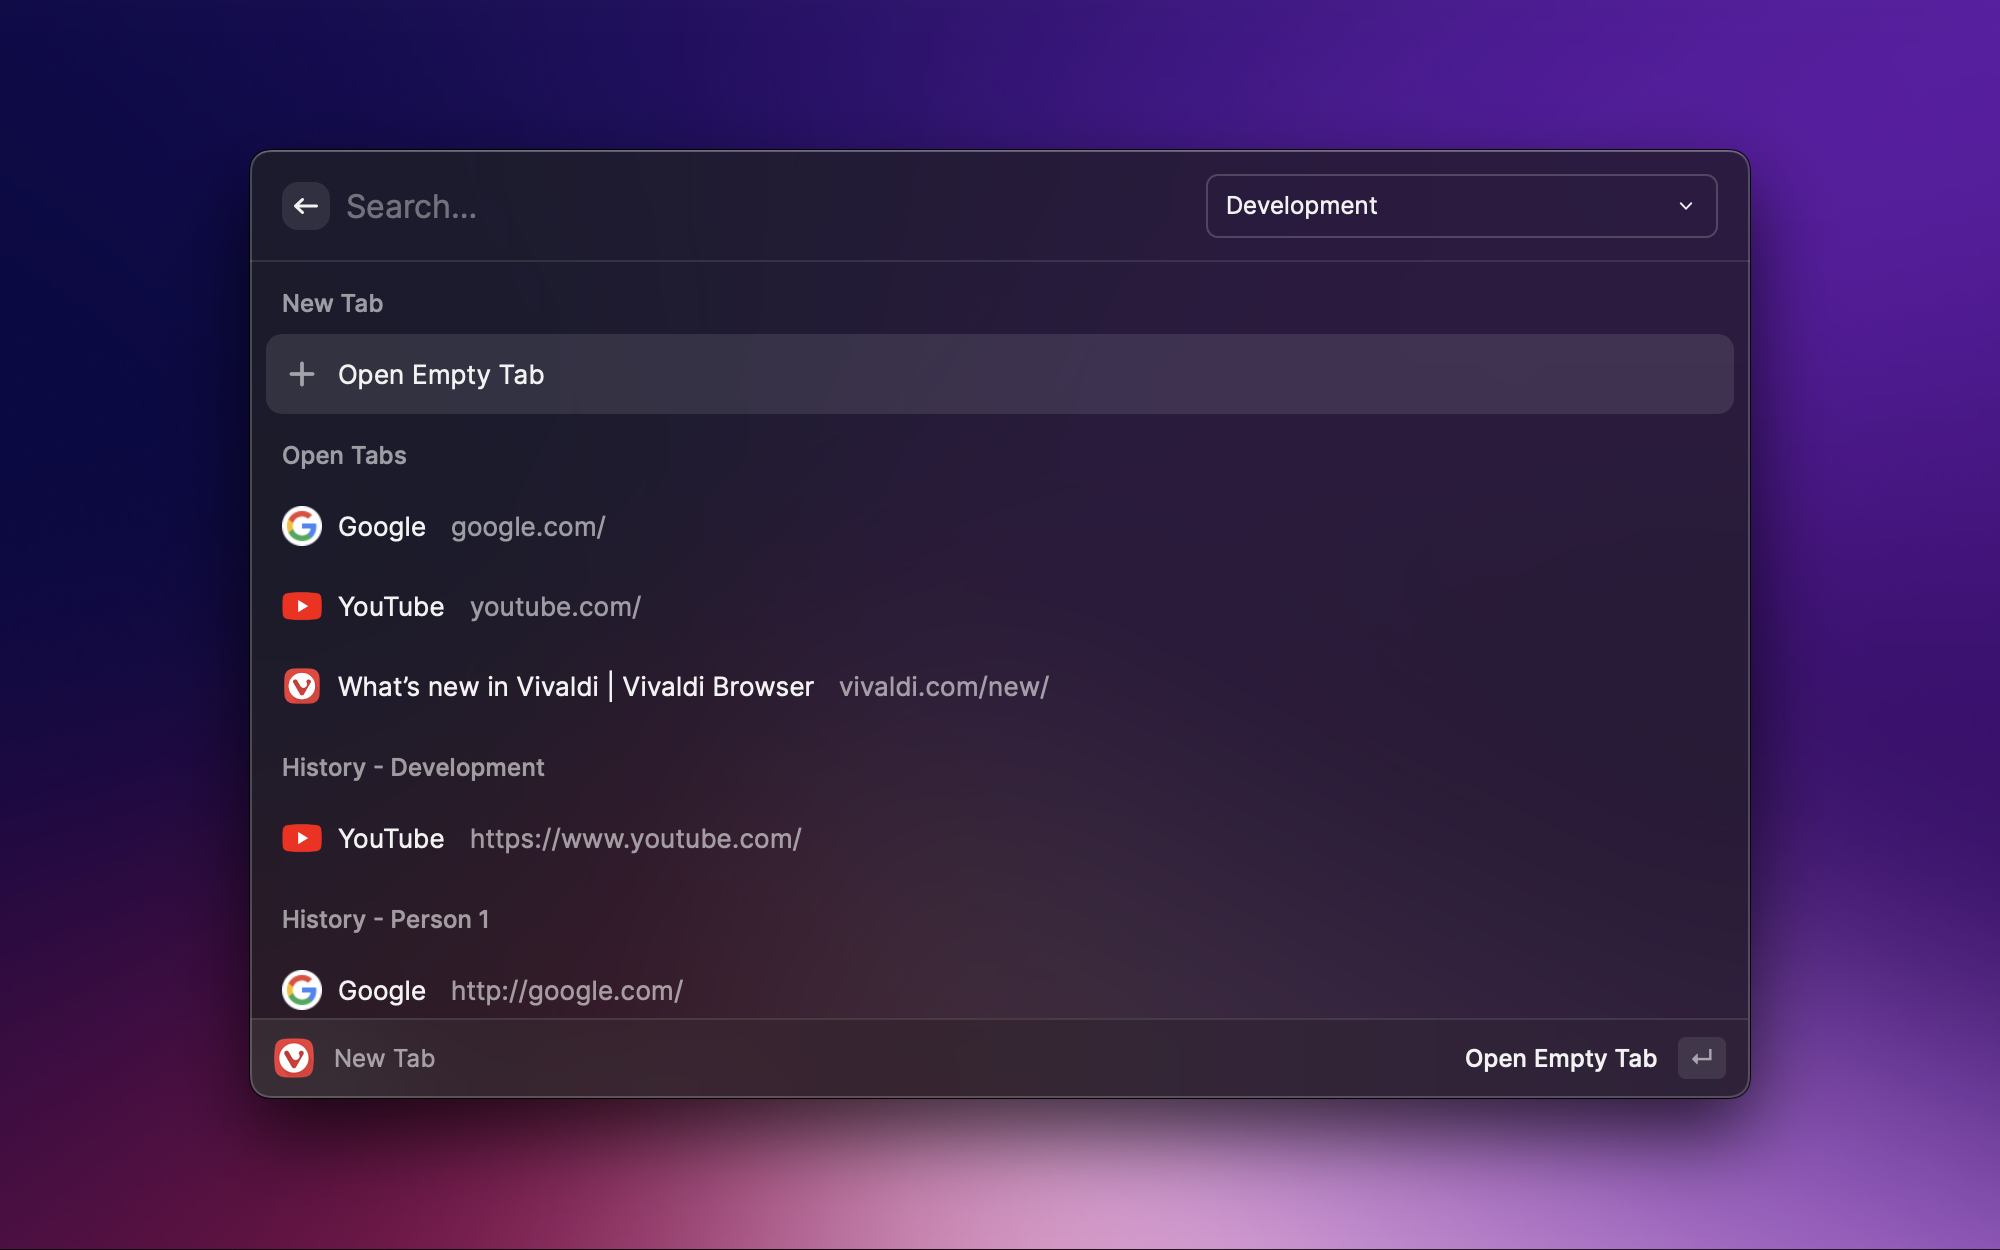 Search...
Development
New Tab
Open Empty Tab
Open Tabs
Google google.com/
YouTube youtube.com/
What’s new in Vivaldi | Vivaldi Browser vivaldi.com/new/
History - Development
YouTube https://www.youtube.com/
History - Person 1
Google http://google.com/
New Tab
Open Empty Tab